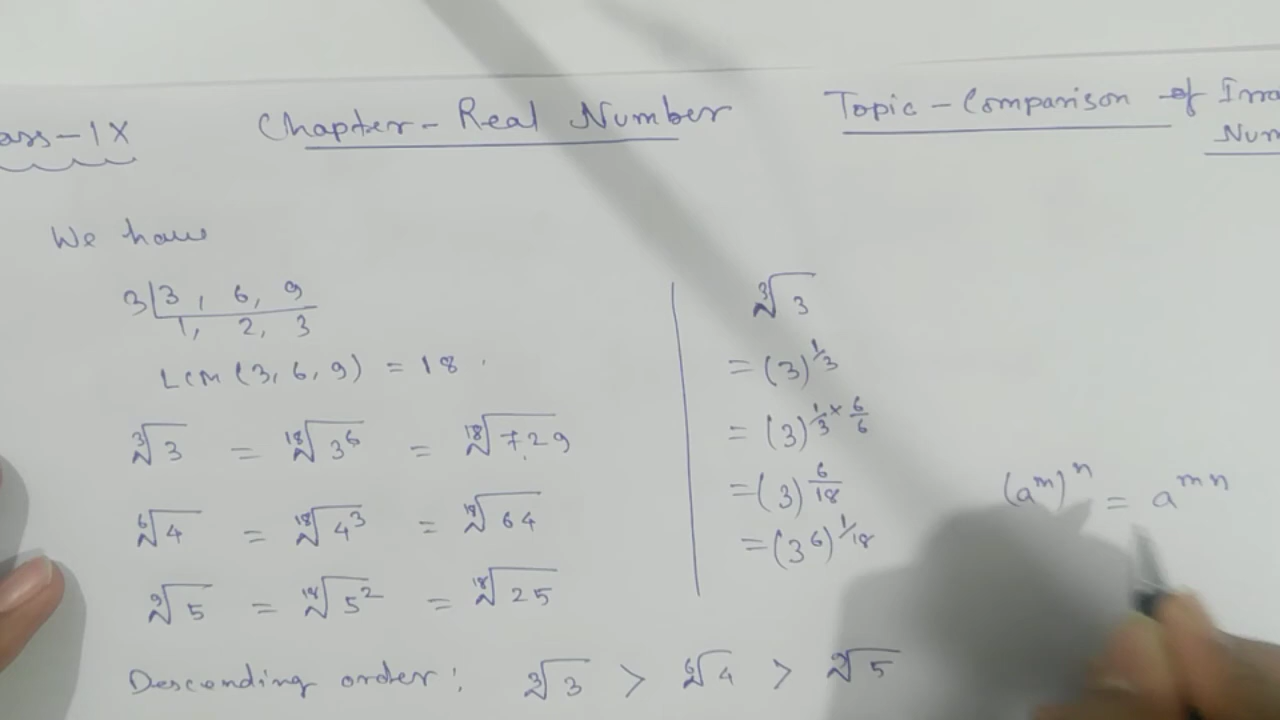 ass-IX Chapter-Real Number Topic-Comparison of Irra
Num
We have
3|3, 6, 9
1, 2, 3
LCM (3, 6, 9) = 18
∛3 = ¹⁸√3⁶ = ¹⁸√729
⁶√4 = ¹⁸√4³ = ¹⁸√64
⁹√5 = ¹⁸√5² = ¹⁸√25
Descending order: ∛3 > ⁶√4 > ⁹√5
∛3
= (3)^1/3
= (3)^1/3 × 6/6
= (3)^6/18
= (3⁶)^1/18
(aᵐ)ⁿ = aᵐⁿ